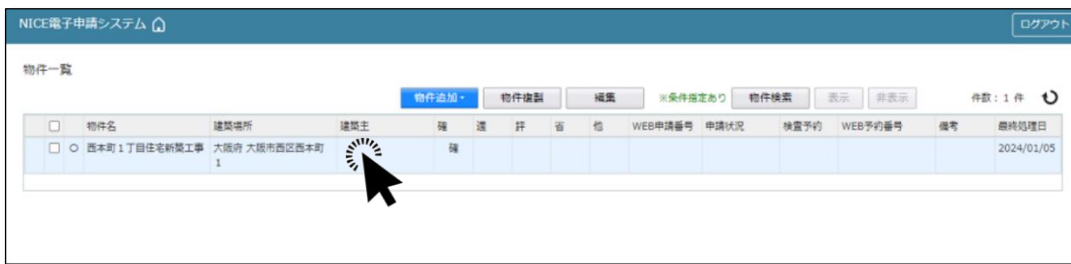 NICE電子申請システム
ログアウト
物件一覧
物件追加 物件複製 編集 ※条件指定あり 物件検索 表示 非表示 件数：1 件
物件名 建築場所 建築主 確 適 評 省 他 WEB申請番号 申請状況 検査予約 WEB予約番号 備考 最終処理日
西本町１丁目住宅新築工事 大阪府 大阪市西区西本町 確 2024/01/05
1